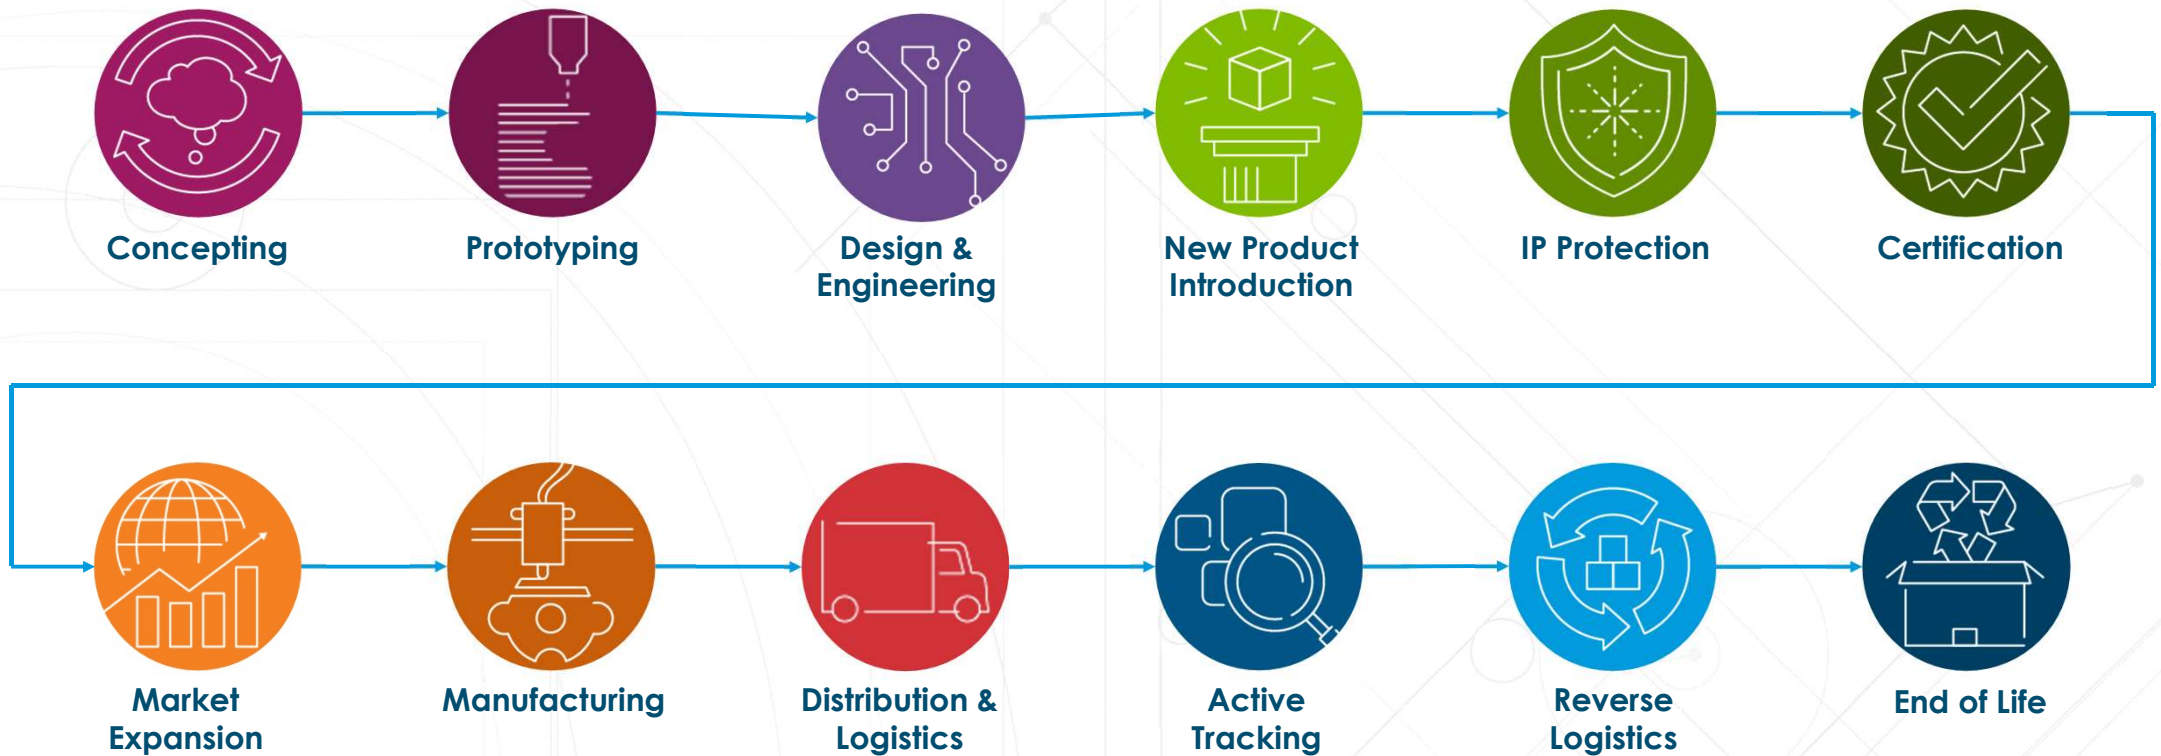 Concepting
Prototyping
Design &
Engineering
New Product
Introduction
IP Protection
Certification
Market
Expansion
Manufacturing
Distribution &
Logistics
Active
Tracking
Reverse
Logistics
End of Life